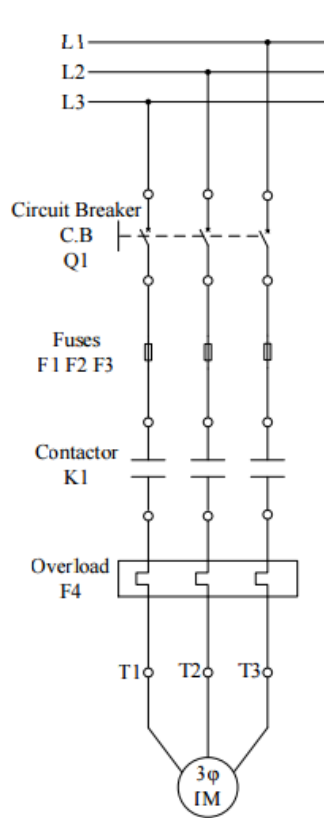 L1
L2
L3
Circuit Breaker
C.B
Q1
Fuses
F1 F2 F3
Contactor
K1
Overload
F4
T1 T2 T3
3φ
IM